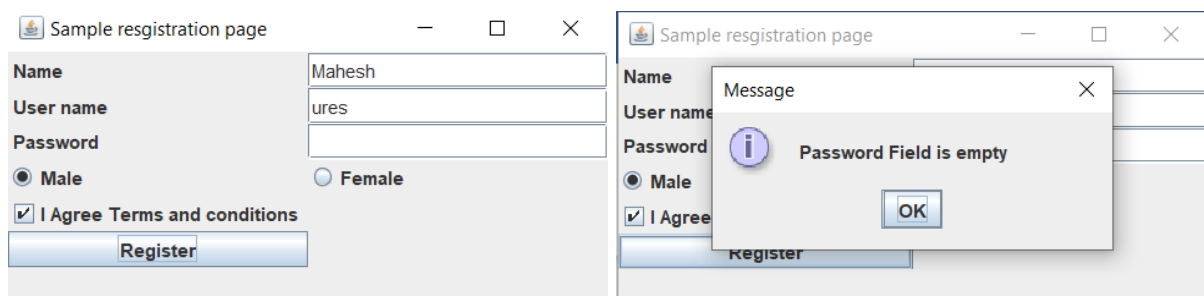 Sample resgistration page
Name Mahesh
User name ures
Password
Male Female
I Agree Terms and conditions
Register
Sample resgistration page
Name
Message
User name
Password
Password Field is empty
Male
I Agree
OK
Register